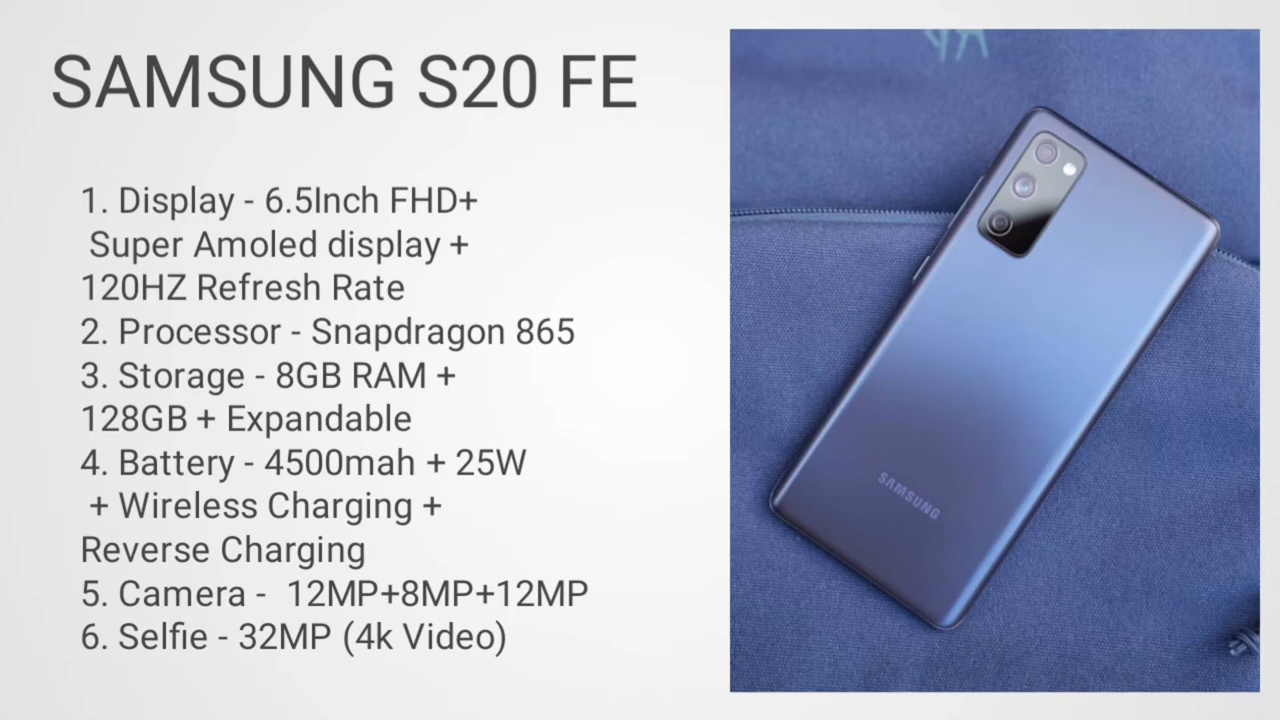 SAMSUNG S20 FE
1. Display - 6.5Inch FHD+
Super Amoled display +
120HZ Refresh Rate
2. Processor - Snapdragon 865
3. Storage - 8GB RAM +
128GB + Expandable
4. Battery - 4500mah + 25W
+ Wireless Charging +
Reverse Charging
5. Camera - 12MP+8MP+12MP
6. Selfie - 32MP (4k Video)
SAMSUNG